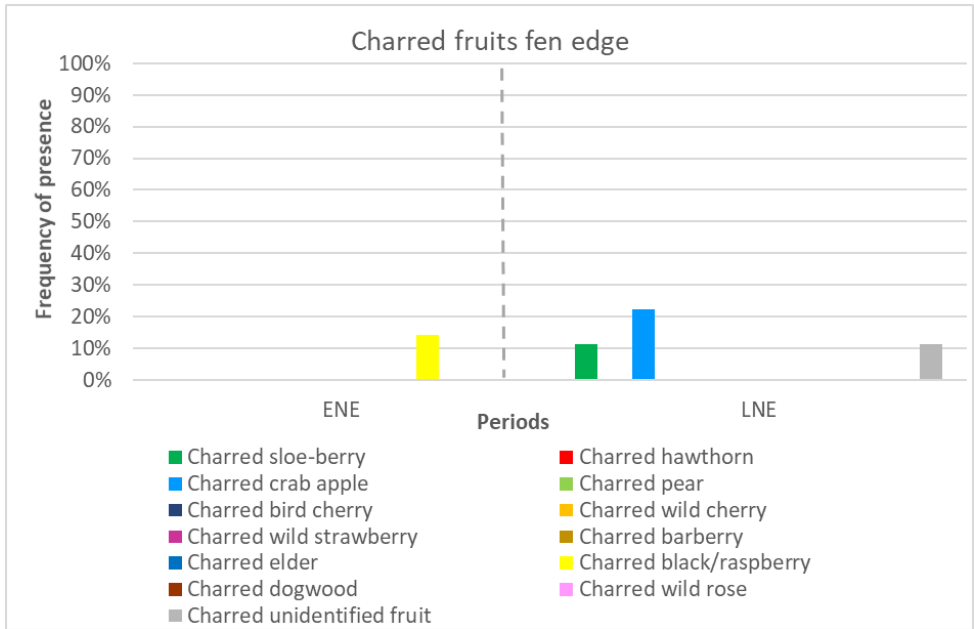 Charred fruits fen edge
100%
90%
80%
70%
60%
50%
40%
30%
20%
10%
0%
Frequency of presence
ENE
LNE
Periods
Charred sloe-berry
Charred hawthorn
Charred crab apple
Charred pear
Charred bird cherry
Charred wild cherry
Charred wild strawberry
Charred barberry
Charred elder
Charred black/raspberry
Charred dogwood
Charred wild rose
Charred unidentified fruit